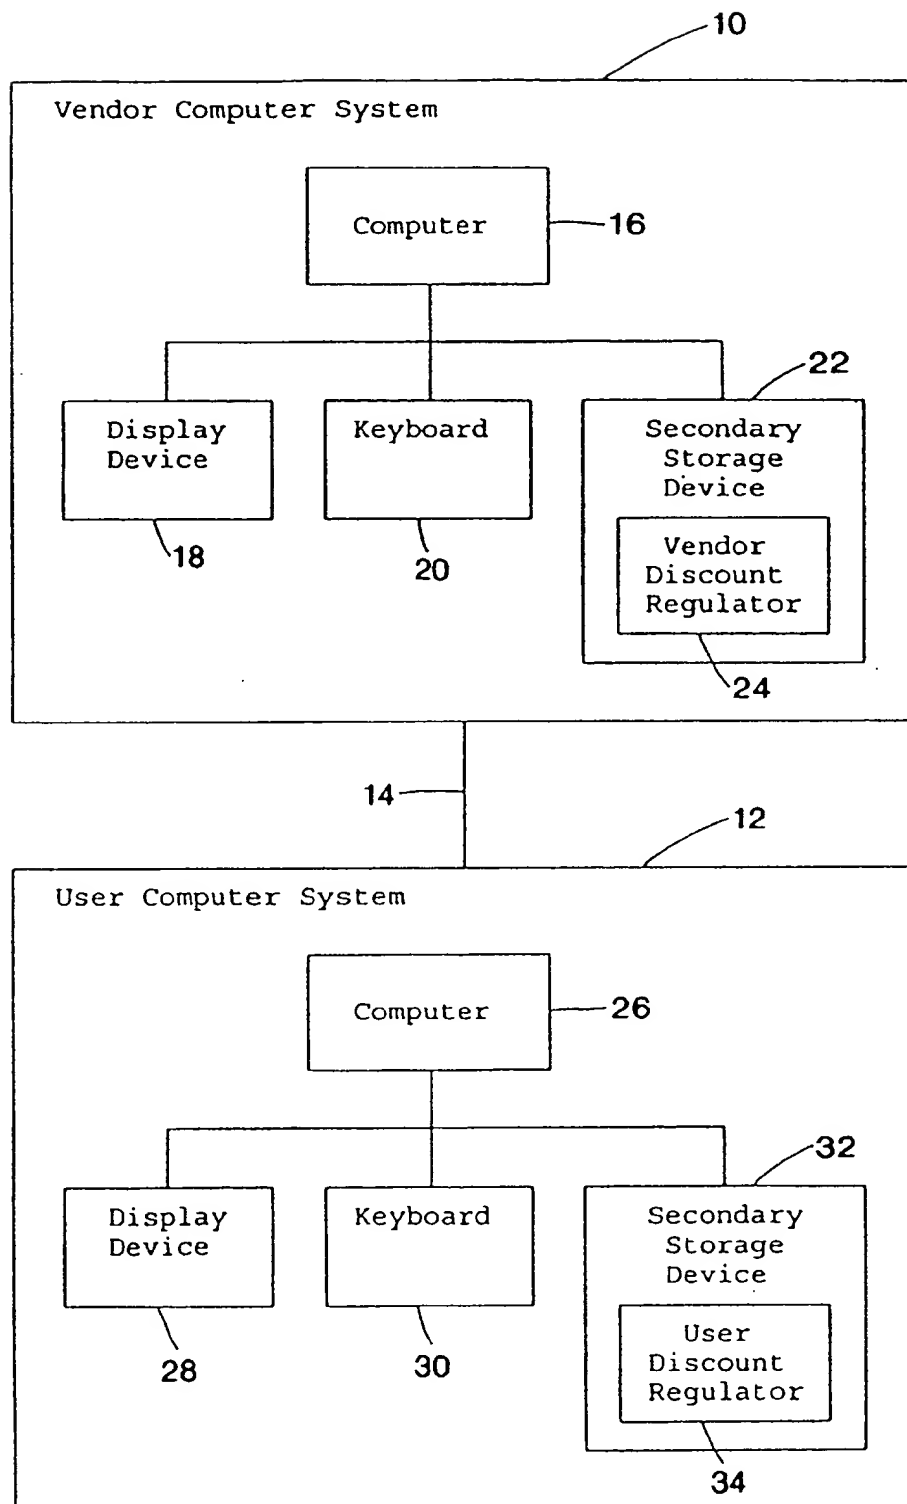 10
Vendor Computer System
Computer
16
22
Display
Device
Keyboard
Secondary
Storage
Device
18
20
Vendor
Discount
Regulator
24
14
12
User Computer System
Computer
26
32
Display
Device
Keyboard
Secondary
Storage
Device
28
30
User
Discount
Regulator
34